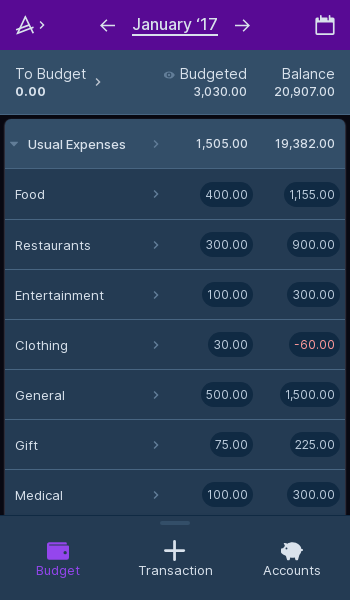 January ‘17
To Budget Budgeted Balance
0.00 3,030.00 20,907.00
Usual Expenses 1,505.00 19,382.00
Food 400.00 1,155.00
Restaurants 300.00 900.00
Entertainment 100.00 300.00
Clothing 30.00 -60.00
General 500.00 1,500.00
Gift 75.00 225.00
Medical 100.00 300.00
Budget Transaction Accounts